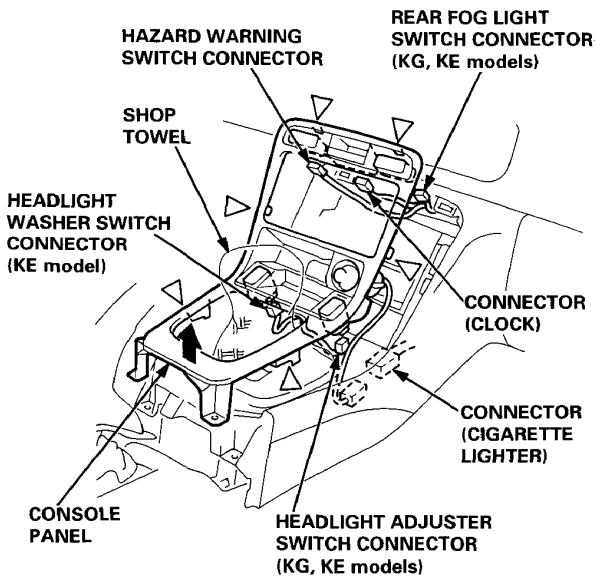 HAZARD WARNING
SWITCH CONNECTOR
REAR FOG LIGHT
SWITCH CONNECTOR
(KG, KE models)
SHOP
TOWEL
HEADLIGHT
WASHER SWITCH
CONNECTOR
(KE model)
CONNECTOR
(CLOCK)
CONNECTOR
(CIGARETTE
LIGHTER)
CONSOLE
PANEL
HEADLIGHT ADJUSTER
SWITCH CONNECTOR
(KG, KE models)